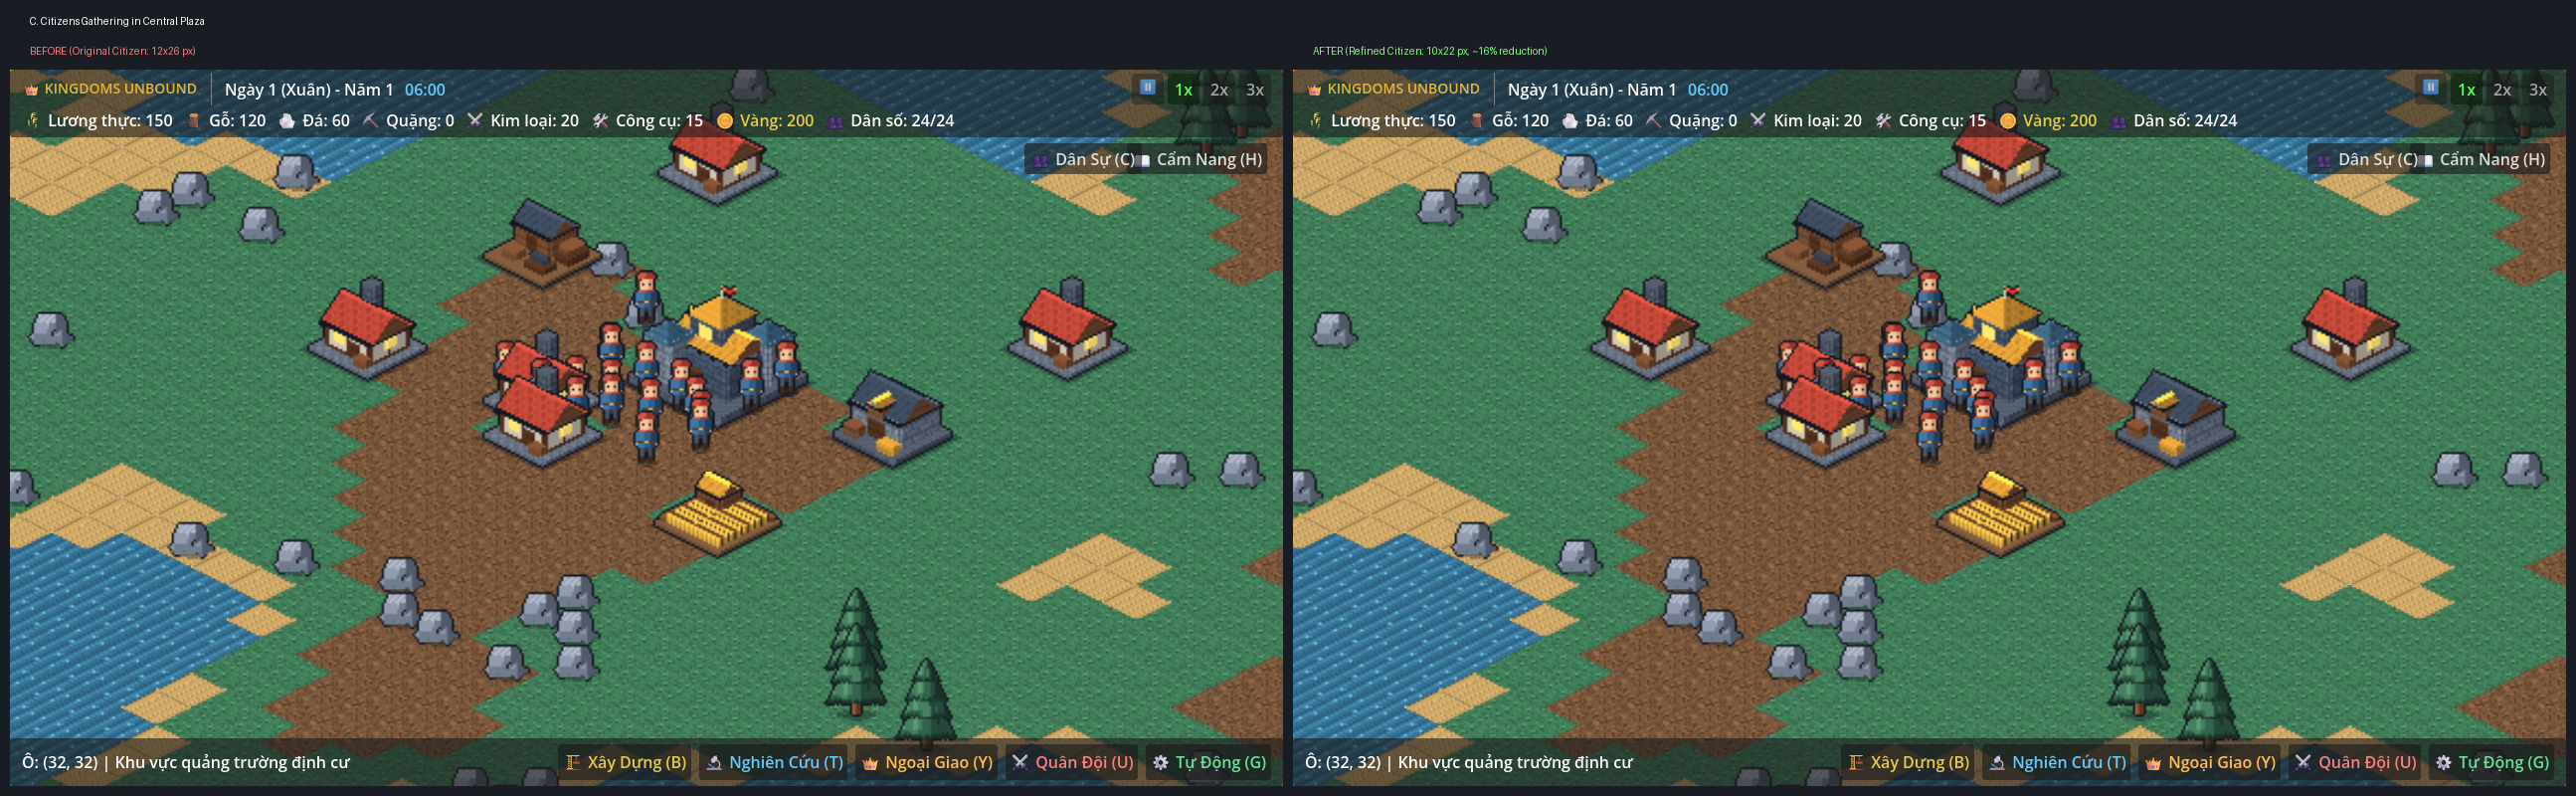 C. Citizens Gathering in Central Plaza
BEFORE (Original Citizen: 12x26 px)
KINGDOMS UNBOUND
Ngày 1 (Xuân) - Năm 1 06:00
1x 2x 3x
Lương thực: 150 Gỗ: 120 Đá: 60 Quặng: 0 Kim loại: 20 Công cụ: 15 Vàng: 200 Dân số: 24/24
Dân Sự (C) Cẩm Nang (H)
Ô: (32, 32) | Khu vực quảng trường định cư
Xây Dựng (B) Nghiên Cứu (T) Ngoại Giao (Y) Quân Đội (U) Tự Động (G)
AFTER (Refined Citizen: 10x22 px, ~16% reduction)
KINGDOMS UNBOUND
Ngày 1 (Xuân) - Năm 1 06:00
1x 2x 3x
Lương thực: 150 Gỗ: 120 Đá: 60 Quặng: 0 Kim loại: 20 Công cụ: 15 Vàng: 200 Dân số: 24/24
Dân Sự (C) Cẩm Nang (H)
Ô: (32, 32) | Khu vực quảng trường định cư
Xây Dựng (B) Nghiên Cứu (T) Ngoại Giao (Y) Quân Đội (U) Tự Động (G)